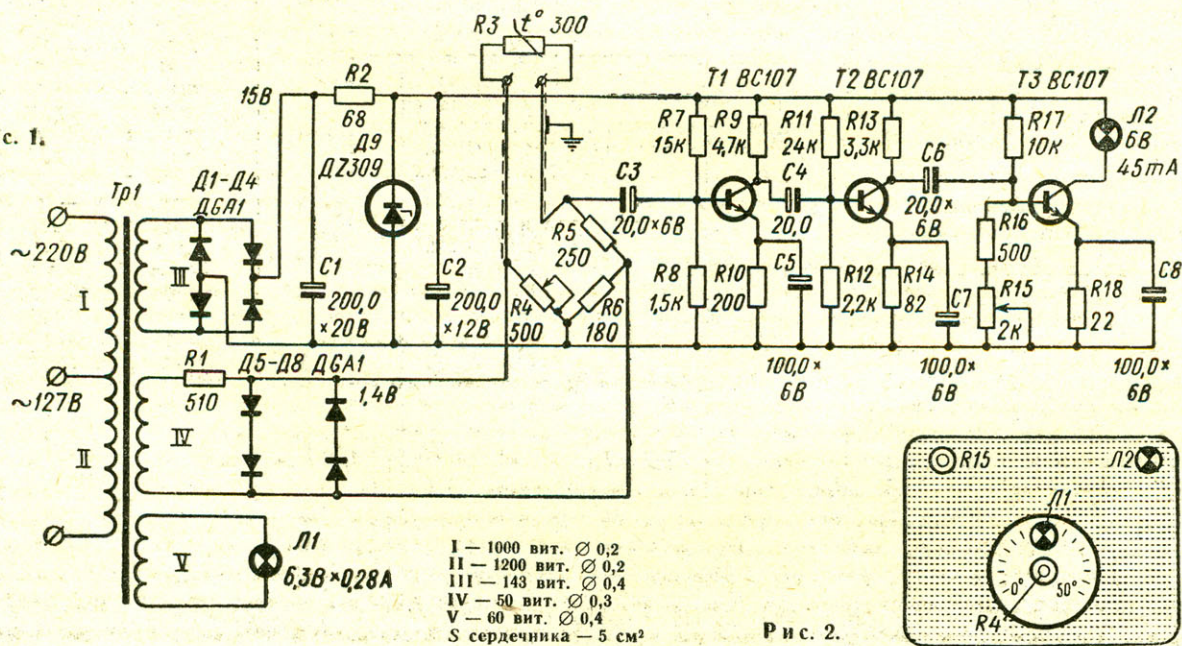 R3 t° 300
15В
R2
68
Д9
ДZ309
с. 1.
Тр1
Д1-Д4
Д6А1
~220В
I
III
C1
200,0
×20В
C2
200,0
×12В
R4
500
R5
250
R6
180
C3
20,0×6В
T1 BC107
R7
15к
R9
4,7к
R8
1,5к
R10
200
C4
20,0
C5
100,0×
6В
T2 BC107
R11
24к
R13
3,3к
R12
2,2к
R14
82
C6
20,0×
6В
C7
100,0×
6В
T3 BC107
R17
10к
R16
500
R15
2к
R18
22
C8
100,0×
6В
Л2
6В
45mA
~127В
II
R1
510
Д5-Д8 Д6А1
1,4В
IV
V
Л1
6,3В×0,28А
I — 1000 вит. Ø 0,2
II — 1200 вит. Ø 0,2
III — 143 вит. Ø 0,4
IV — 50 вит. Ø 0,3
V — 60 вит. Ø 0,4
S сердечника — 5 см²
Рис. 2.
R15
Л2
Л1
0° 50°
R4